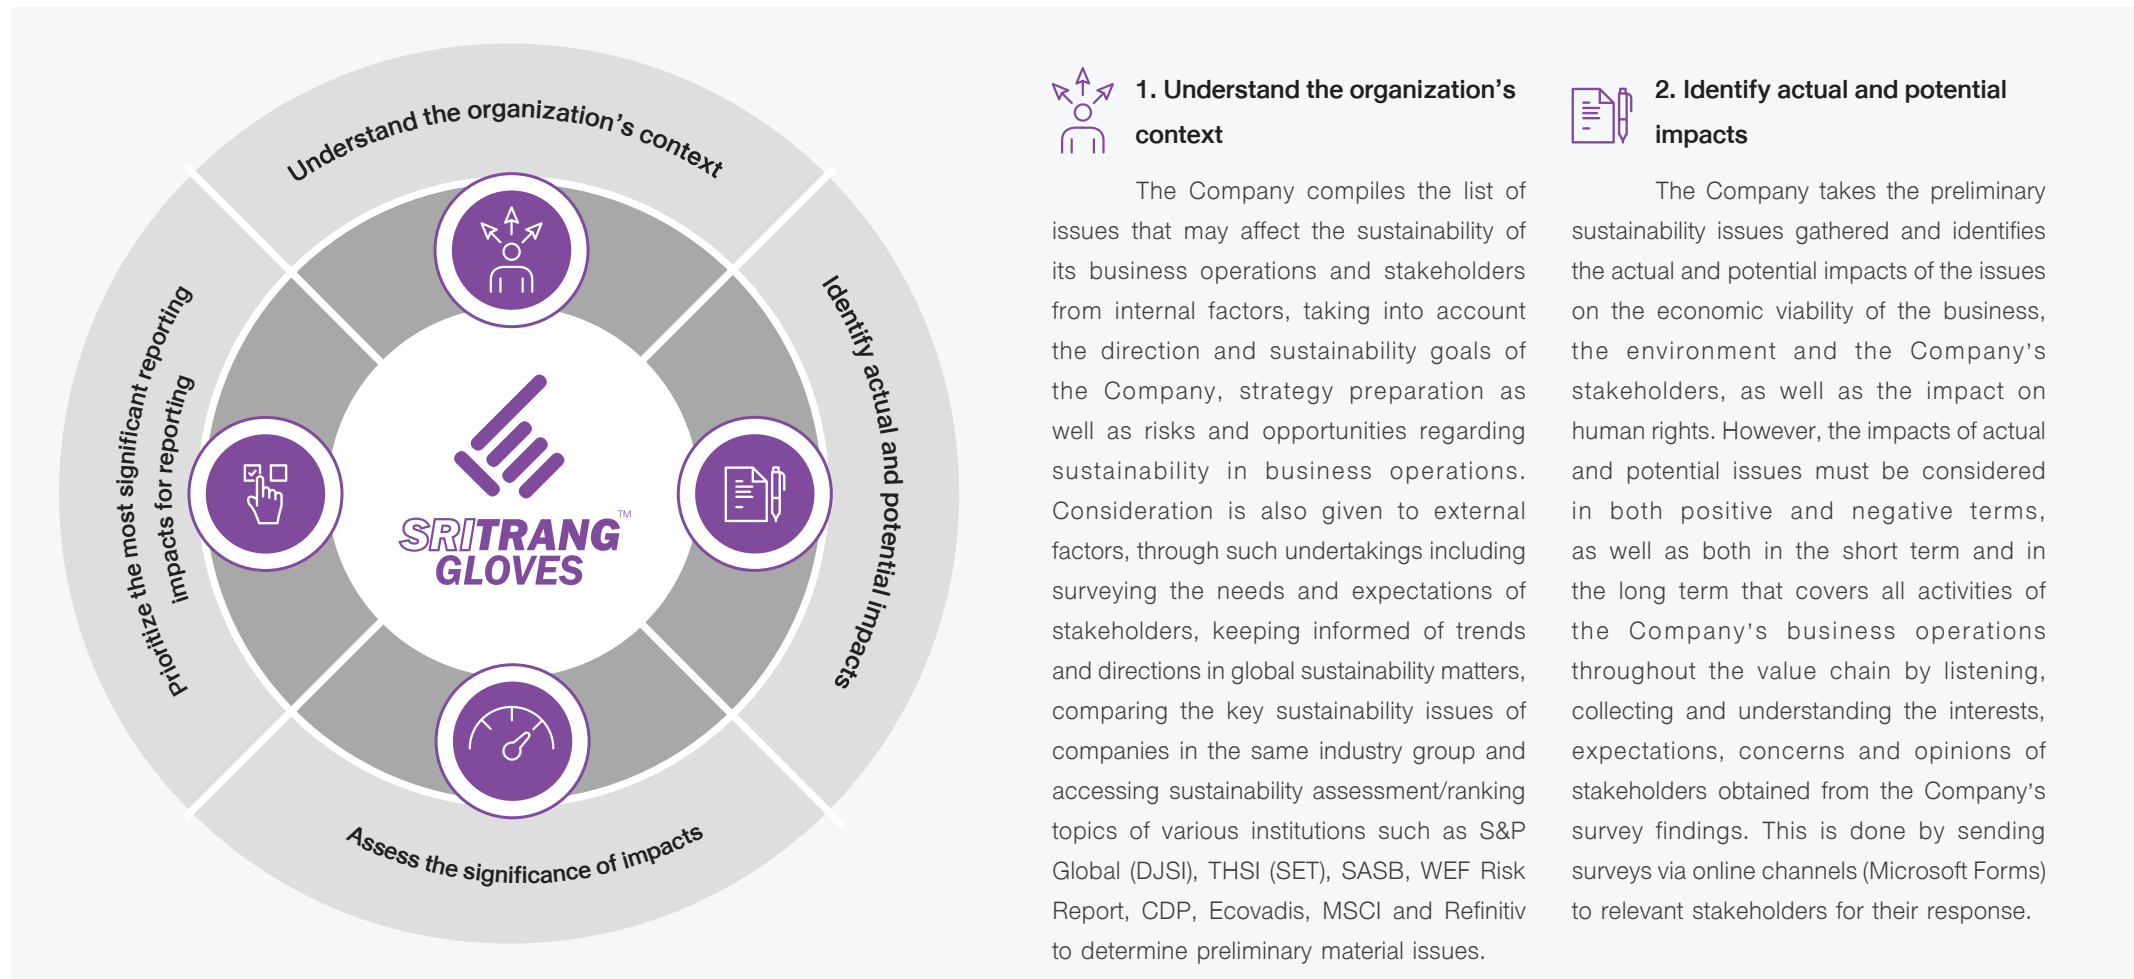 Understand the organization's context
Identify actual and potential impacts
Assess the significance of impacts
Prioritize the most significant reporting
impacts for reporting
SRITRANG™
GLOVES
1. Understand the organization's
context
The Company compiles the list of
issues that may affect the sustainability of
its business operations and stakeholders
from internal factors, taking into account
the direction and sustainability goals of
the Company, strategy preparation as
well as risks and opportunities regarding
sustainability in business operations.
Consideration is also given to external
factors, through such undertakings including
surveying the needs and expectations of
stakeholders, keeping informed of trends
and directions in global sustainability matters,
comparing the key sustainability issues of
companies in the same industry group and
accessing sustainability assessment/ranking
topics of various institutions such as S&P
Global (DJSI), THSI (SET), SASB, WEF Risk
Report, CDP, Ecovadis, MSCI and Refinitiv
to determine preliminary material issues.
2. Identify actual and potential
impacts
The Company takes the preliminary
sustainability issues gathered and identifies
the actual and potential impacts of the issues
on the economic viability of the business,
the environment and the Company's
stakeholders, as well as the impact on
human rights. However, the impacts of actual
and potential issues must be considered
in both positive and negative terms,
as well as both in the short term and in
the long term that covers all activities of
the Company's business operations
throughout the value chain by listening,
collecting and understanding the interests,
expectations, concerns and opinions of
stakeholders obtained from the Company's
survey findings. This is done by sending
surveys via online channels (Microsoft Forms)
to relevant stakeholders for their response.